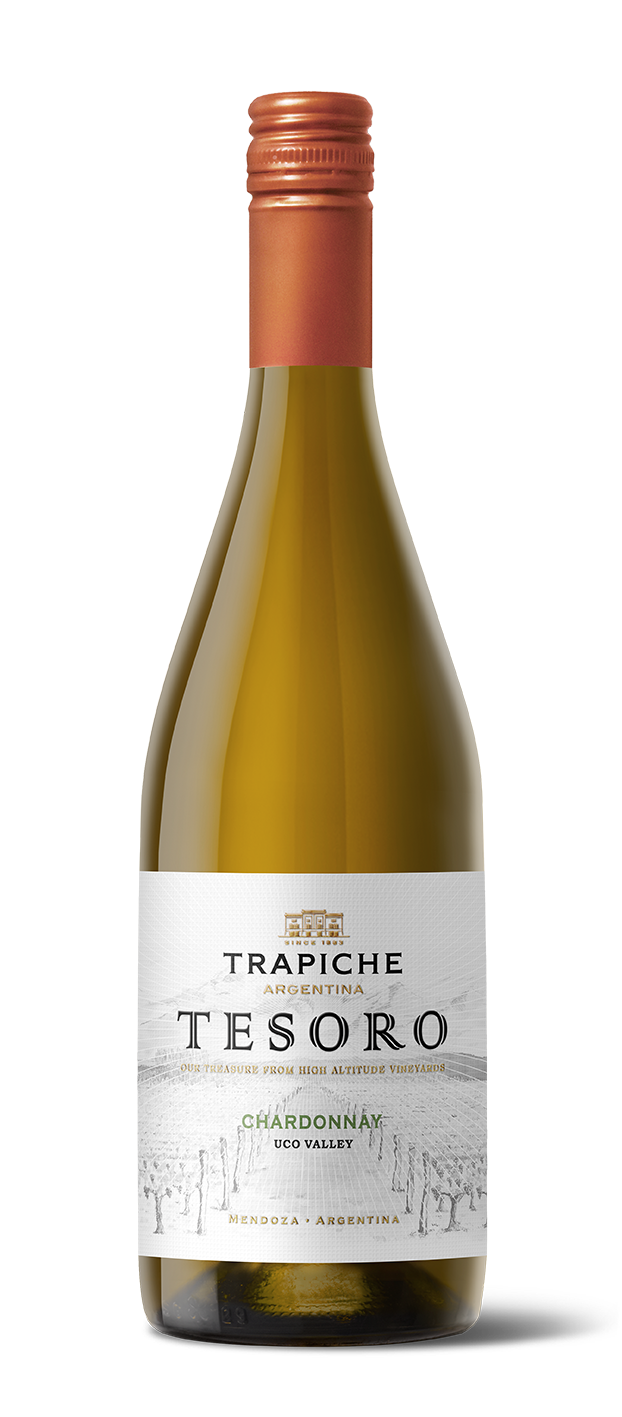 SINCE 1883
TRAPICHE
ARGENTINA
TESORO
OUR TREASURE FROM HIGH ALTITUDE VINEYARDS
CHARDONNAY
UCO VALLEY
MENDOZA · ARGENTINA